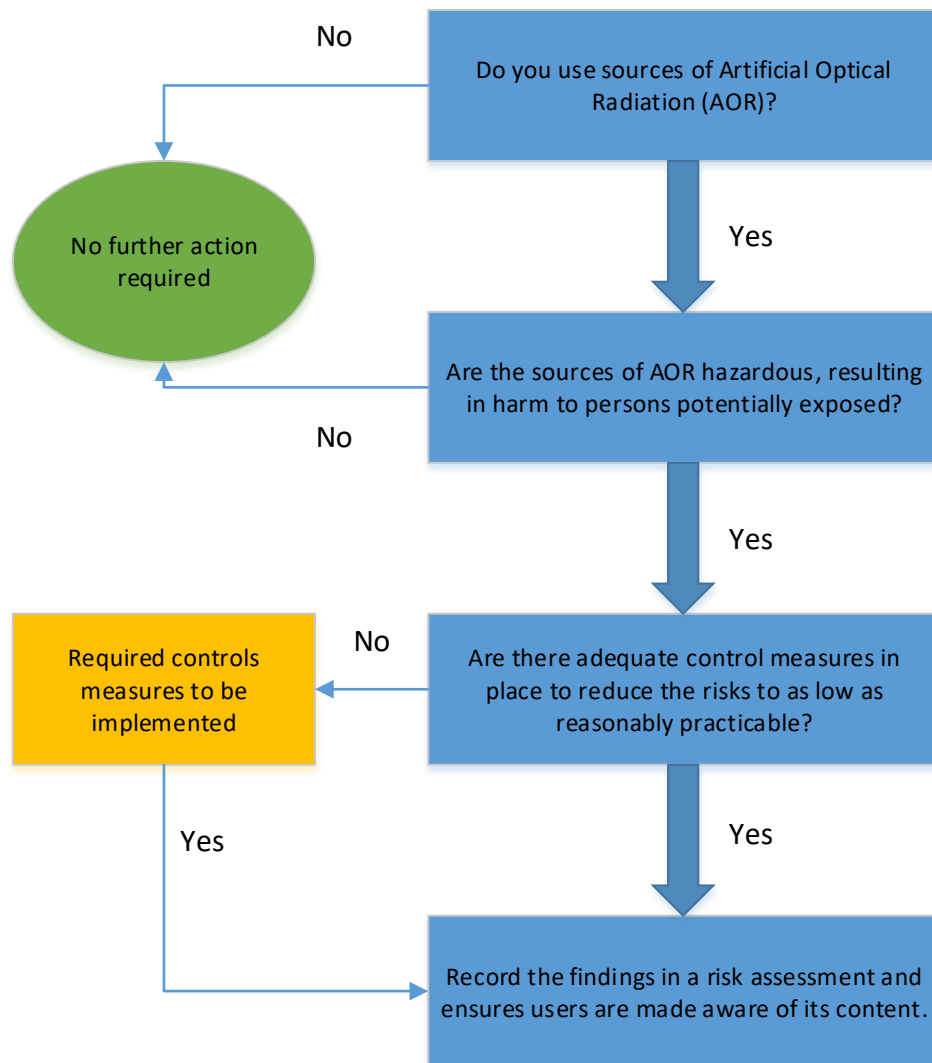 No
Do you use sources of Artificial Optical
Radiation (AOR)?
No further action
required
Yes
Are the sources of AOR hazardous, resulting
in harm to persons potentially exposed?
No
Yes
Required controls
measures to be
implemented
No
Are there adequate control measures in
place to reduce the risks to as low as
reasonably practicable?
Yes
Yes
Record the findings in a risk assessment and
ensures users are made aware of its content.